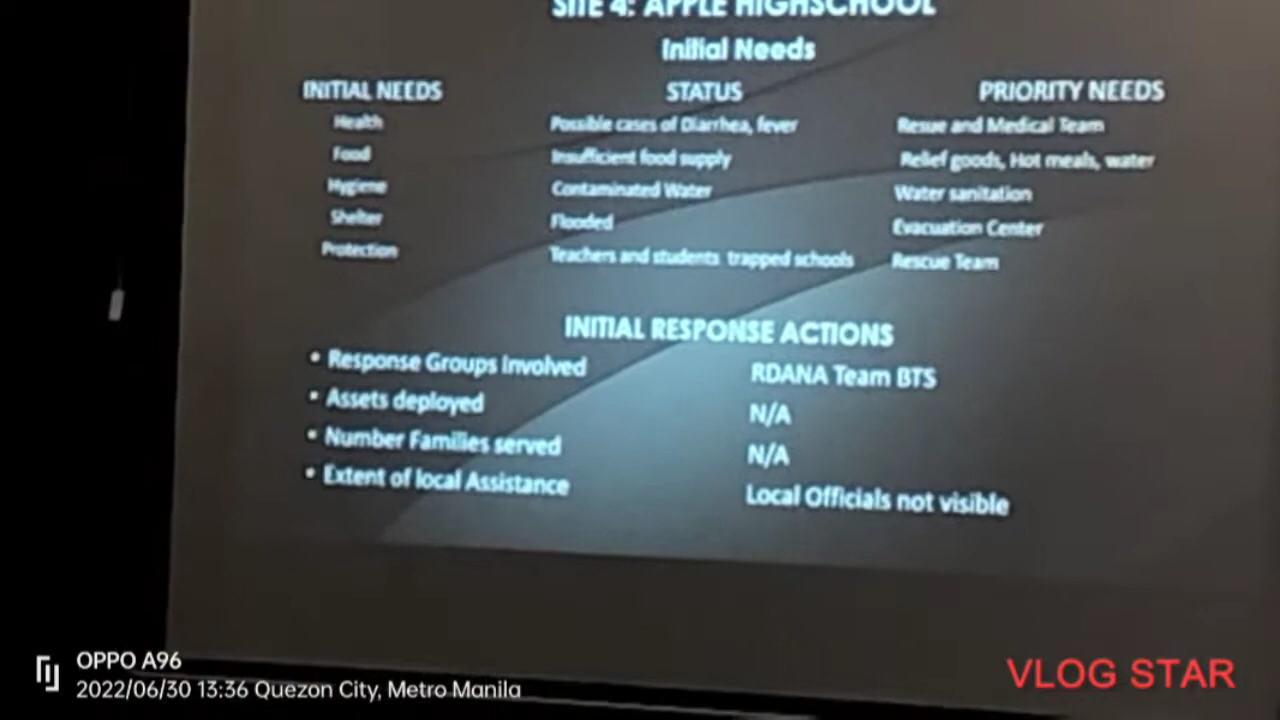 SITE 4: APPLE HIGHSCHOOL
Initial Needs
INITIAL NEEDS STATUS PRIORITY NEEDS
Health Possible cases of Diarrhea, fever Resue and Medical Team
Food Insufficient food supply Relief goods, Hot meals, water
Hygiene Contaminated Water Water sanitation
Shelter Flooded Evacuation Center
Protection Teachers and students trapped schools Rescue Team
INITIAL RESPONSE ACTIONS
• Response Groups Involved RDANA Team BTS
• Assets deployed N/A
• Number Families served N/A
• Extent of local Assistance Local Officials not visible
OPPO A96
2022/06/30 13:36 Quezon City, Metro Manila
VLOG STAR